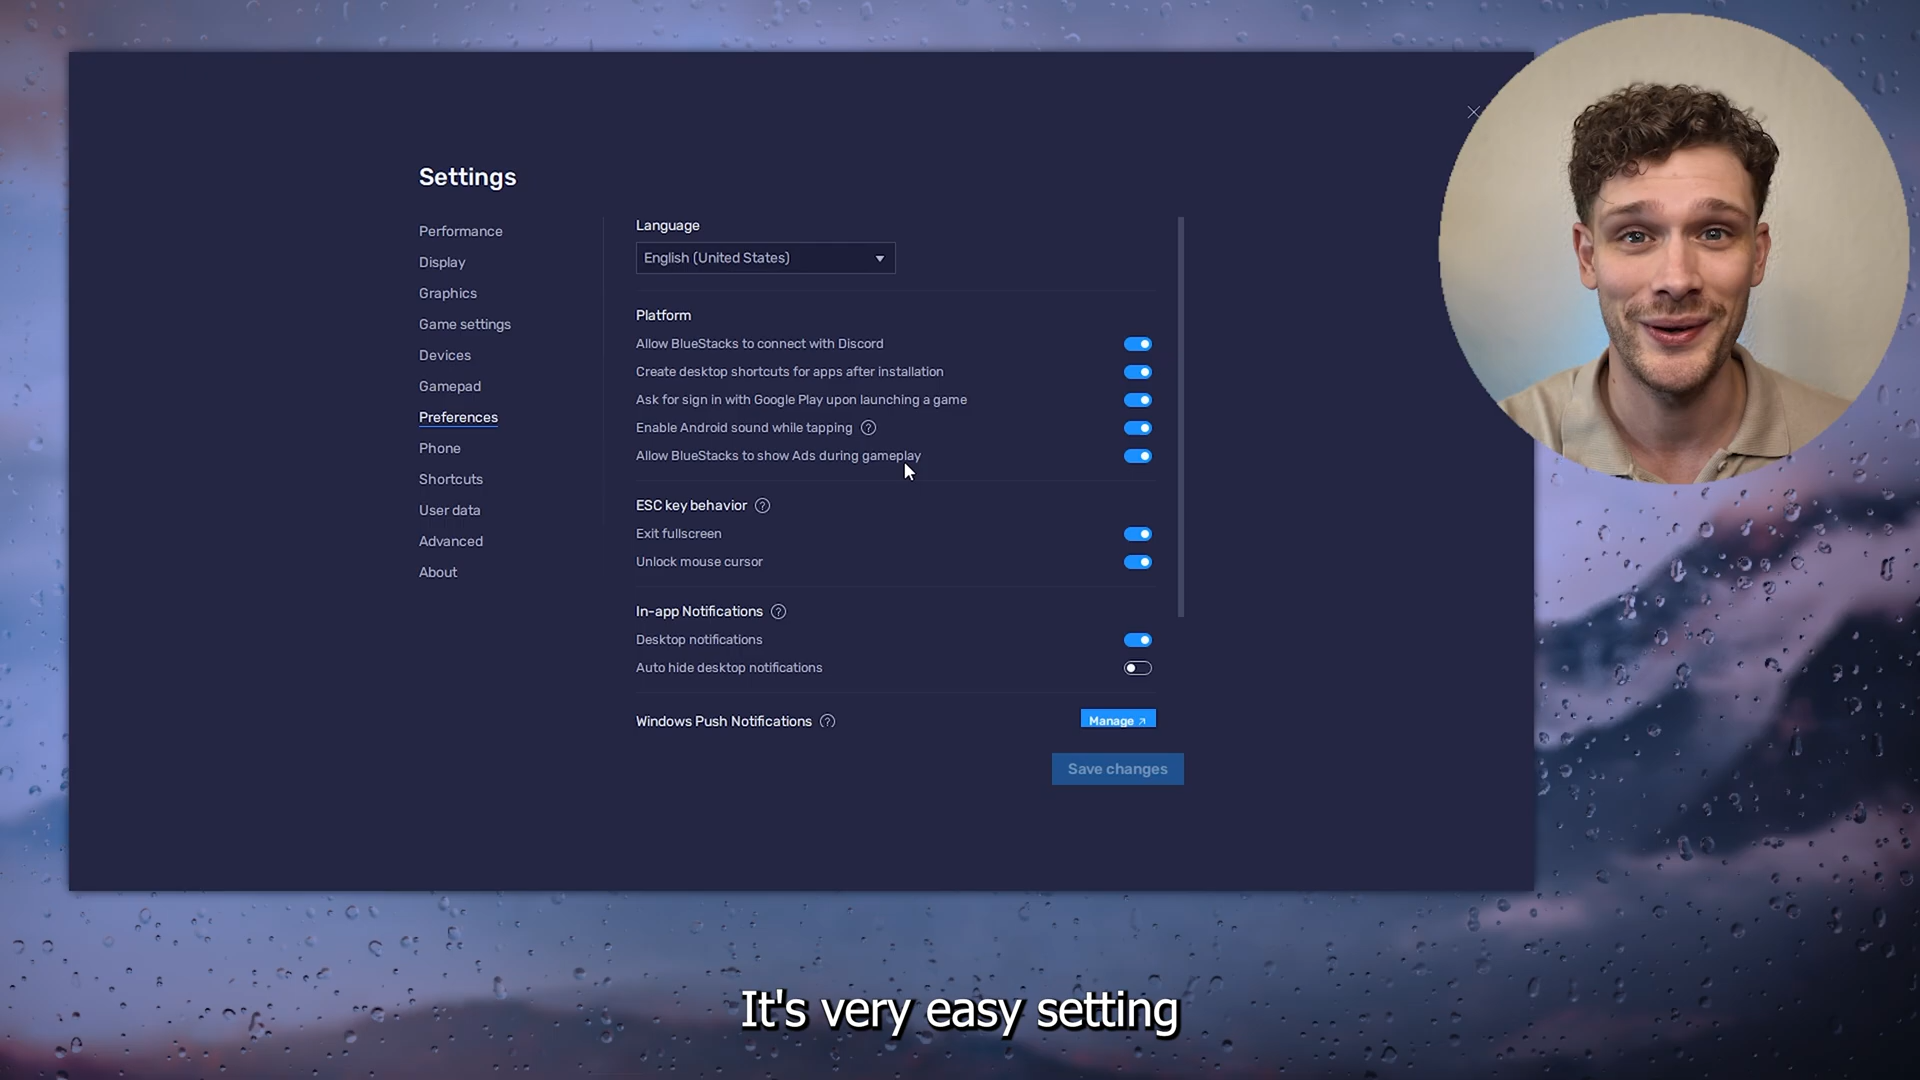 Settings
Performance
Display
Graphics
Game settings
Devices
Gamepad
Preferences
Phone
Shortcuts
User data
Advanced
About
Language
English (United States)
Platform
Allow BlueStacks to connect with Discord
Create desktop shortcuts for apps after installation
Ask for sign in with Google Play upon launching a game
Enable Android sound while tapping ?
Allow BlueStacks to show Ads during gameplay
ESC key behavior ?
Exit fullscreen
Unlock mouse cursor
In-app Notifications ?
Desktop notifications
Auto hide desktop notifications
Windows Push Notifications ?
Manage
Save changes
It's very easy setting